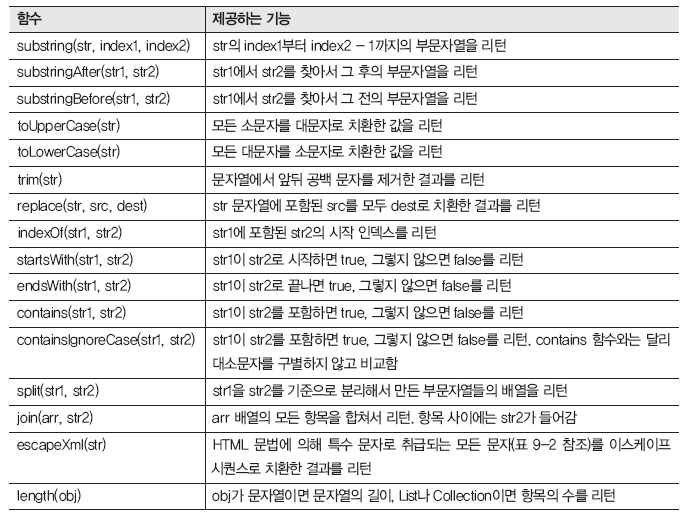 함수 제공하는 기능
substring(str, index1, index2) str의 index1부터 index2 - 1까지의 부문자열을 리턴
substringAfter(str1, str2) str1에서 str2를 찾아서 그 후의 부문자열을 리턴
substringBefore(str1, str2) str1에서 str2를 찾아서 그 전의 부문자열을 리턴
toUpperCase(str) 모든 소문자를 대문자로 치환한 값을 리턴
toLowerCase(str) 모든 대문자를 소문자로 치환한 값을 리턴
trim(str) 문자열에서 앞뒤 공백 문자를 제거한 결과를 리턴
replace(str, src, dest) str 문자열에 포함된 src를 모두 dest로 치환한 결과를 리턴
indexOf(str1, str2) str1에 포함된 str2의 시작 인덱스를 리턴
startsWith(str1, str2) str1이 str2로 시작하면 true, 그렇지 않으면 false를 리턴
endsWith(str1, str2) str1이 str2로 끝나면 true, 그렇지 않으면 false를 리턴
contains(str1, str2) str1이 str2를 포함하면 true, 그렇지 않으면 false를 리턴
containsIgnoreCase(str1, str2) str1이 str2를 포함하면 true, 그렇지 않으면 false를 리턴. contains 함수와는 달리
대소문자를 구별하지 않고 비교함
split(str1, str2) str1을 str2를 기준으로 분리해서 만든 부문자열들의 배열을 리턴
join(arr, str2) arr 배열의 모든 항목을 합쳐서 리턴. 항목 사이에는 str2가 들어감
escapeXml(str) HTML 문법에 의해 특수 문자로 취급되는 모든 문자(표 9-2 참조)를 이스케이프
시퀀스로 치환한 결과를 리턴
length(obj) obj가 문자열이면 문자열의 길이, List나 Collection이면 항목의 수를 리턴